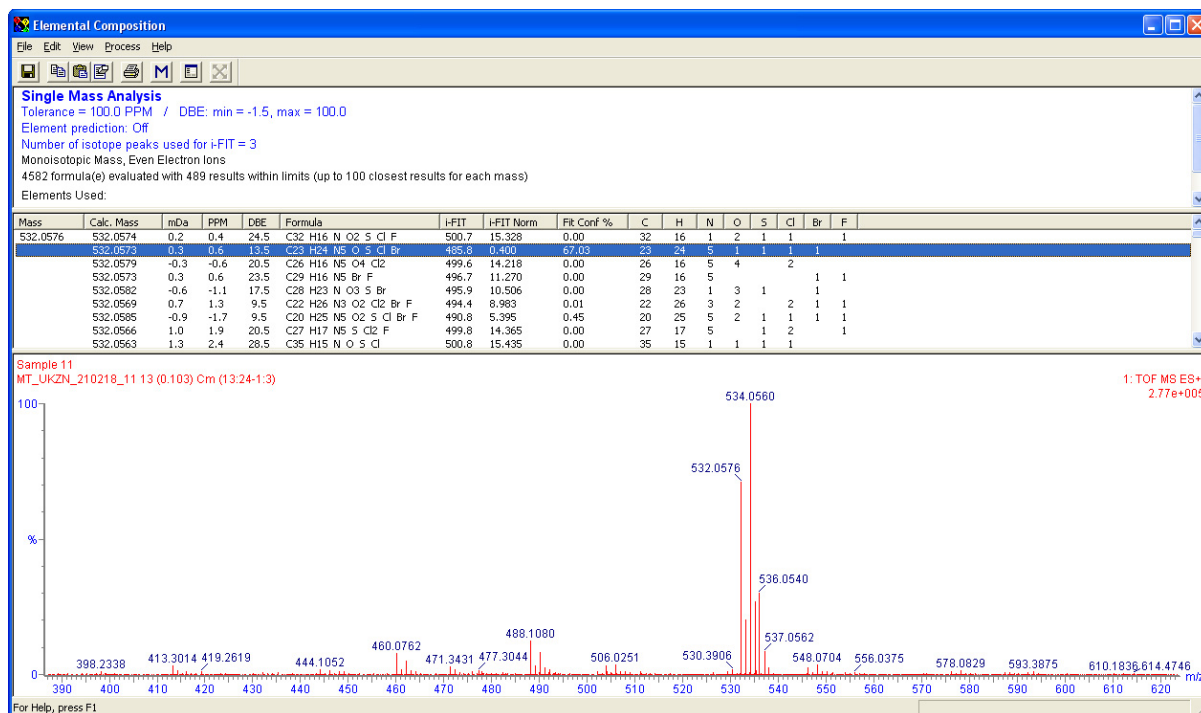 Elemental Composition
File Edit View Process Help
M
Single Mass Analysis
Tolerance = 100.0 PPM / DBE: min = -1.5, max = 100.0
Element prediction: Off
Number of isotope peaks used for i-FIT = 3
Monoisotopic Mass, Even Electron Ions
4582 formula(e) evaluated with 489 results within limits (up to 100 closest results for each mass)
Elements Used:
Mass Calc. Mass mDa PPM DBE Formula i-FIT i-FIT Norm Fit Conf % C H N O S Cl Br F
532.0576 532.0574 0.2 0.4 24.5 C32 H16 N O2 S Cl F 500.7 15.328 0.00 32 16 1 2 1 1 1
532.0573 0.3 0.6 13.5 C23 H24 N5 O S Cl Br 485.8 0.400 67.03 23 24 5 1 1 1 1
532.0579 -0.3 -0.6 20.5 C26 H16 N5 O4 Cl2 499.6 14.218 0.00 26 16 5 4 2
532.0573 0.3 0.6 23.5 C29 H16 N5 Br F 496.7 11.270 0.00 29 16 5 1 1
532.0582 -0.6 -1.1 17.5 C28 H23 N O3 S Br 495.9 10.506 0.00 28 23 1 3 1 1
532.0569 0.7 1.3 9.5 C22 H26 N3 O2 Cl2 Br F 494.4 8.983 0.01 22 26 3 2 2 1 1
532.0585 -0.9 -1.7 9.5 C20 H25 N5 O2 S Cl Br F 490.8 5.395 0.45 20 25 5 2 1 1 1 1
532.0566 1.0 1.9 20.5 C27 H17 N5 S Cl2 F 499.8 14.365 0.00 27 17 5 1 2 1
532.0563 1.3 2.4 28.5 C35 H15 N O S Cl 500.8 15.435 0.00 35 15 1 1 1 1
Sample 11
MT_UKZN_210218_11 13 (0.103) Cm (13:24-1:3)
1: TOF MS ES+
2.77e+005
100
534.0560
532.0576
%
536.0540
537.0562
488.1080
460.0762
398.2338
413.3014
419.2619
444.1052
471.3431
477.3044
506.0251
530.3906
548.0704
556.0375
578.0829
593.3875
610.1836
614.4746
0
m/z
390 400 410 420 430 440 450 460 470 480 490 500 510 520 530 540 550 560 570 580 590 600 610 620
For Help, press F1